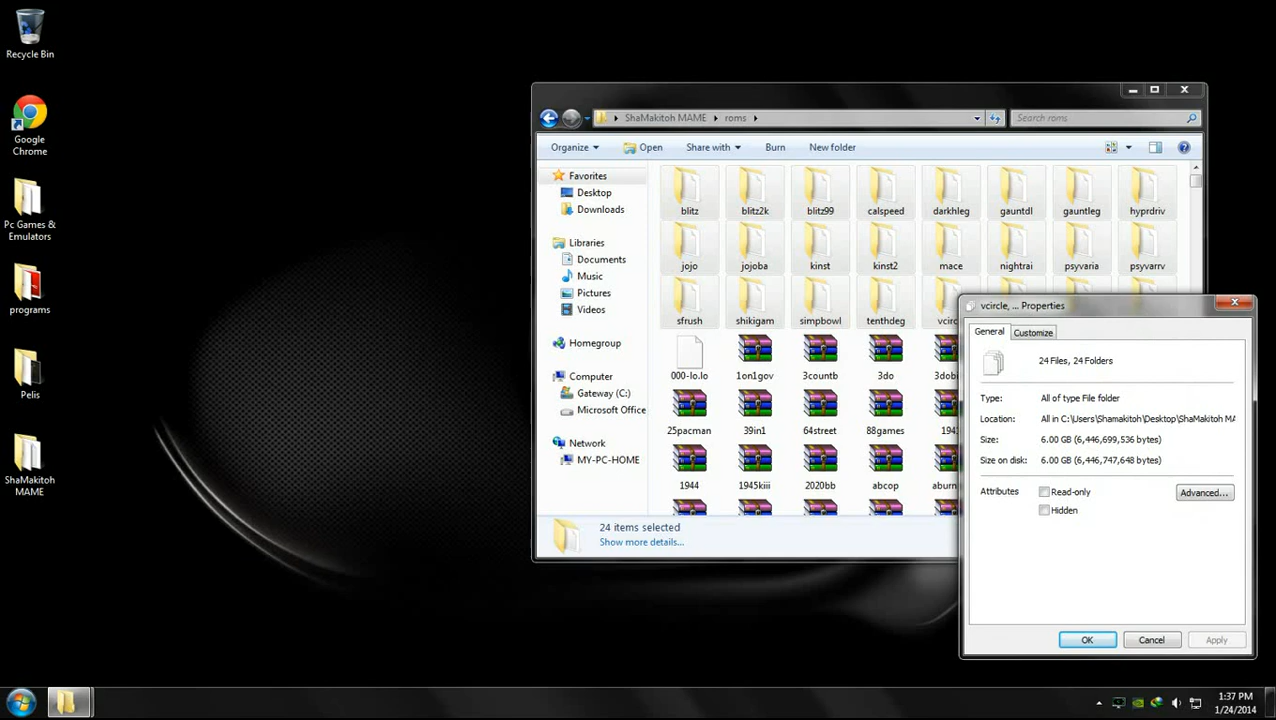 Recycle Bin
Google
Chrome
Pc Games &
Emulators
programs
Pelis
ShaMakitoh
MAME
ShaMakitoh MAME
roms
Search roms
Organize
Open
Share with
Burn
New folder
Favorites
Desktop
Downloads
Libraries
Documents
Music
Pictures
Videos
Homegroup
Computer
Gateway (C:)
Microsoft Office
Network
MY-PC-HOME
blitz blitz2k blitz99 calspeed darkhleg gauntdl gauntleg hyprdriv
jojo jojoba kinst kinst2 mace nightrai psyvaria psyvarrv
sfrush shikigam simpbowl tenthdeg vcirc
000-lo.lo 1on1gov 3countb 3do 3dobi
25pacman 39in1 64street 88games 194
1944 1945kiii 2020bb abcop aburn
24 items selected
Show more details...
vcircle, ... Properties
General Customize
24 Files, 24 Folders
Type: All of type File folder
Location: All in C:\Users\Shamakitoh\Desktop\ShaMakitoh MA
Size: 6.00 GB (6,446,699,536 bytes)
Size on disk: 6.00 GB (6,446,747,648 bytes)
Attributes Read-only Advanced...
Hidden
OK Cancel Apply
1:37 PM
1/24/2014